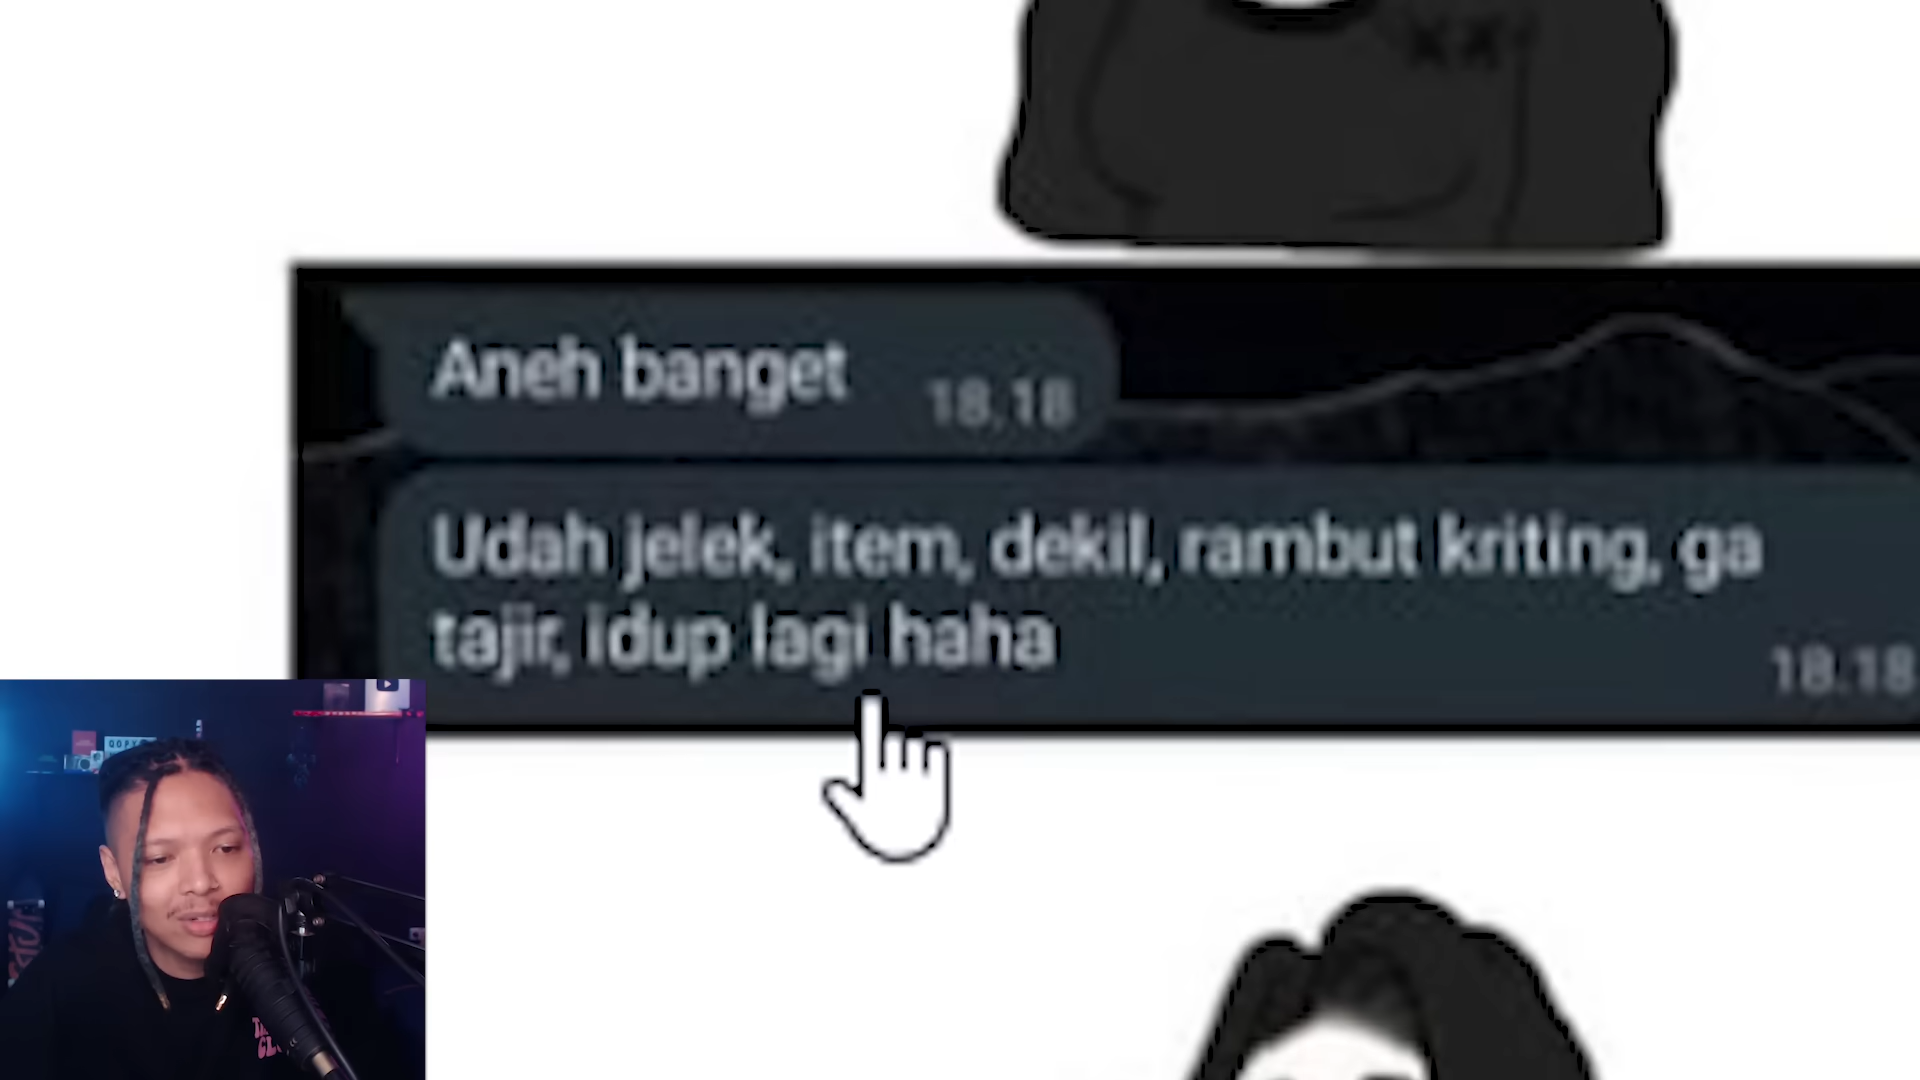 Aneh banget
18.18
Udah jelek, item, dekil, rambut kriting, ga
tajir, idup lagi haha
18.18